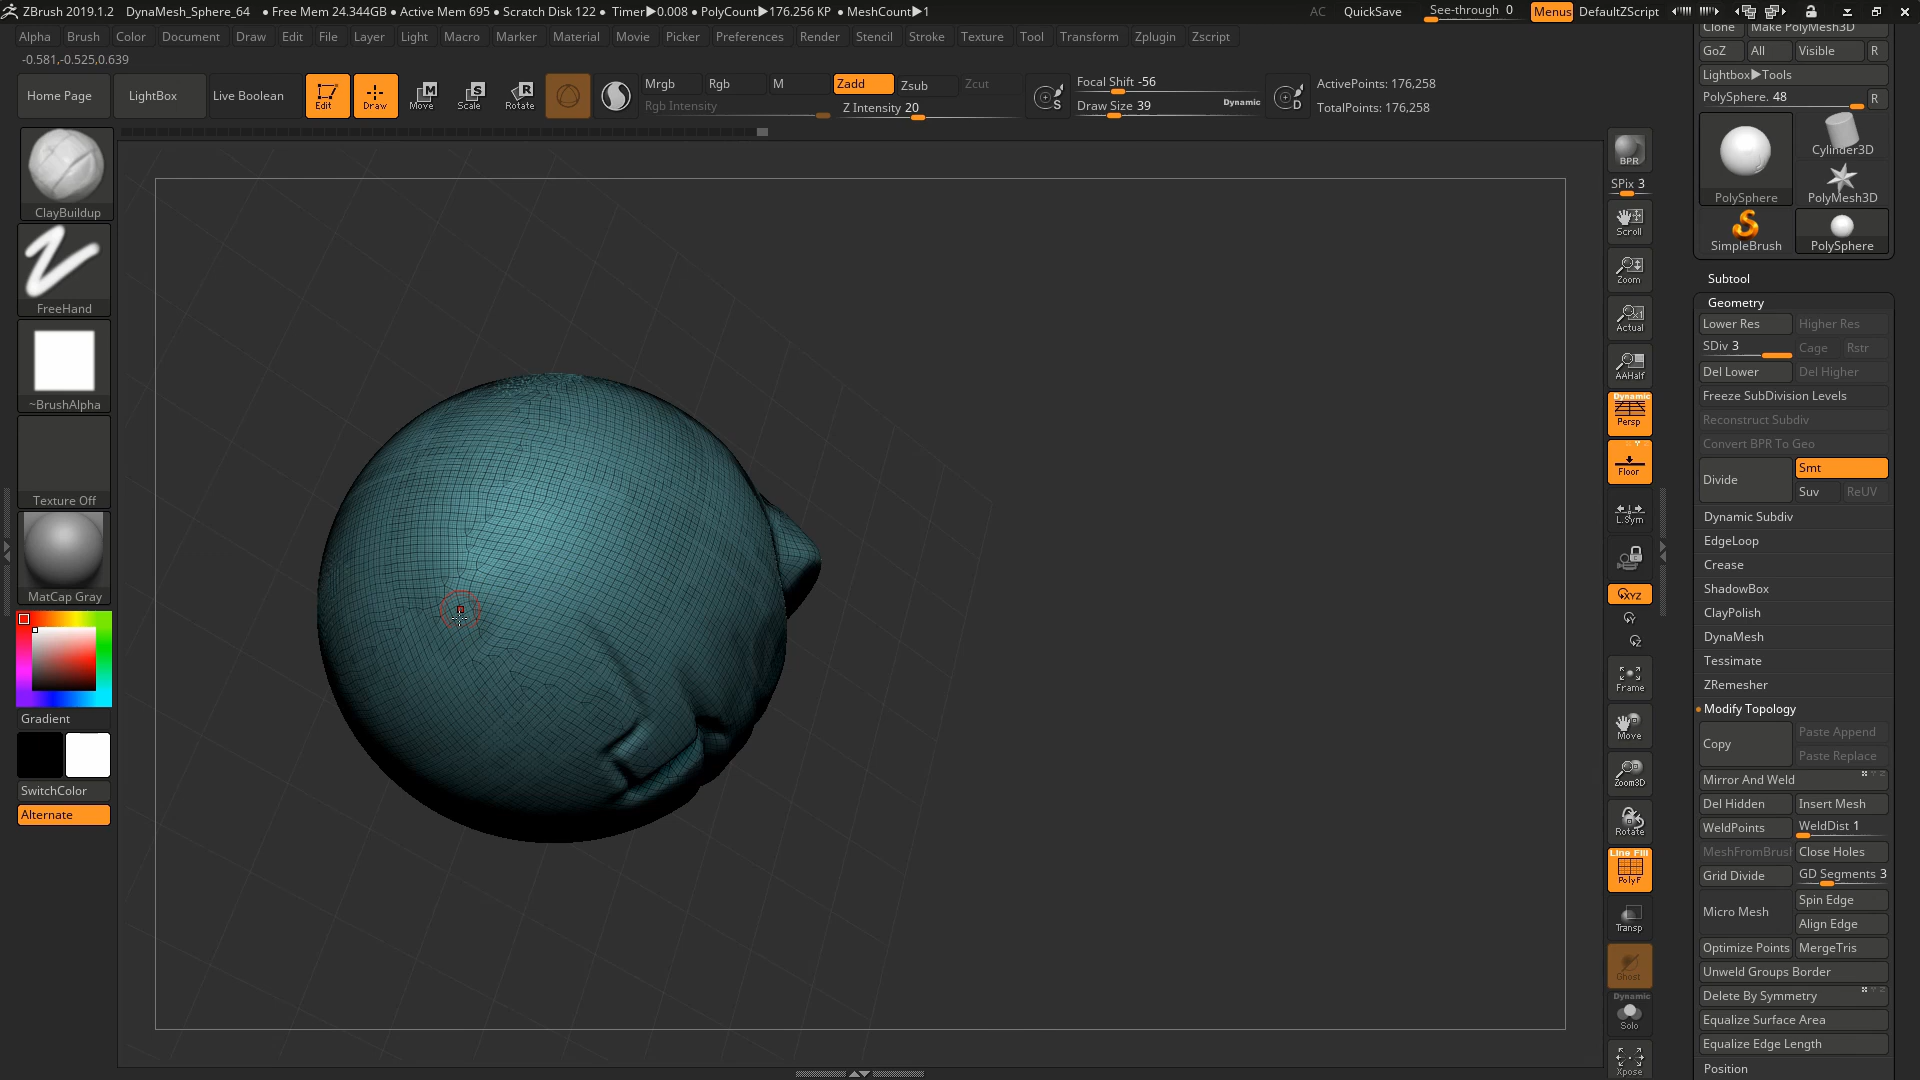 ZBrush 2019.1.2 DynaMesh_Sphere_64 ● Free Mem 24.344GB ● Active Mem 695 ● Scratch Disk 122 ● Timer▶0.008 ● PolyCount▶176.256 KP ● MeshCount▶1 AC QuickSave See-through 0 Menus DefaultZScript
Alpha Brush Color Document Draw Edit File Layer Light Macro Marker Material Movie Picker Preferences Render Stencil Stroke Texture Tool Transform Zplugin Zscript
-0.581,-0.525,0.639
Home Page LightBox Live Boolean Edit Draw Move Scale Rotate
M S R
Mrgb Rgb M Zadd Zsub Zcut
Rgb Intensity Z Intensity 20
S Focal Shift -56
Draw Size 39 Dynamic
D ActivePoints: 176,258
TotalPoints: 176,258
ClayBuildup
FreeHand
~BrushAlpha
Texture Off
MatCap Gray
Gradient
SwitchColor
Alternate
BPR
SPix 3
Scroll
Zoom
Actual
AAHalf
Dynamic
Persp
Floor
L.Sym
XYZ
Y
Z
Frame
Move
Zoom3D
Rotate
Line Fill
PolyF
Transp
Ghost
Dynamic
Solo
Xpose
Clone Make PolyMesh3D
GoZ All Visible R
Lightbox▶Tools
PolySphere. 48 R
PolySphere Cylinder3D
PolyMesh3D
SimpleBrush PolySphere
Subtool
Geometry
Lower Res Higher Res
SDiv 3 Cage Rstr
Del Lower Del Higher
Freeze SubDivision Levels
Reconstruct Subdiv
Convert BPR To Geo
Divide Smt
Suv ReUV
Dynamic Subdiv
EdgeLoop
Crease
ShadowBox
ClayPolish
DynaMesh
Tessimate
ZRemesher
Modify Topology
Copy Paste Append
Paste Replace
Mirror And Weld
Del Hidden Insert Mesh
WeldPoints WeldDist 1
MeshFromBrush Close Holes
Grid Divide GD Segments 3
Micro Mesh Spin Edge
Align Edge
Optimize Points MergeTris
Unweld Groups Border
Delete By Symmetry
Equalize Surface Area
Equalize Edge Length
Position